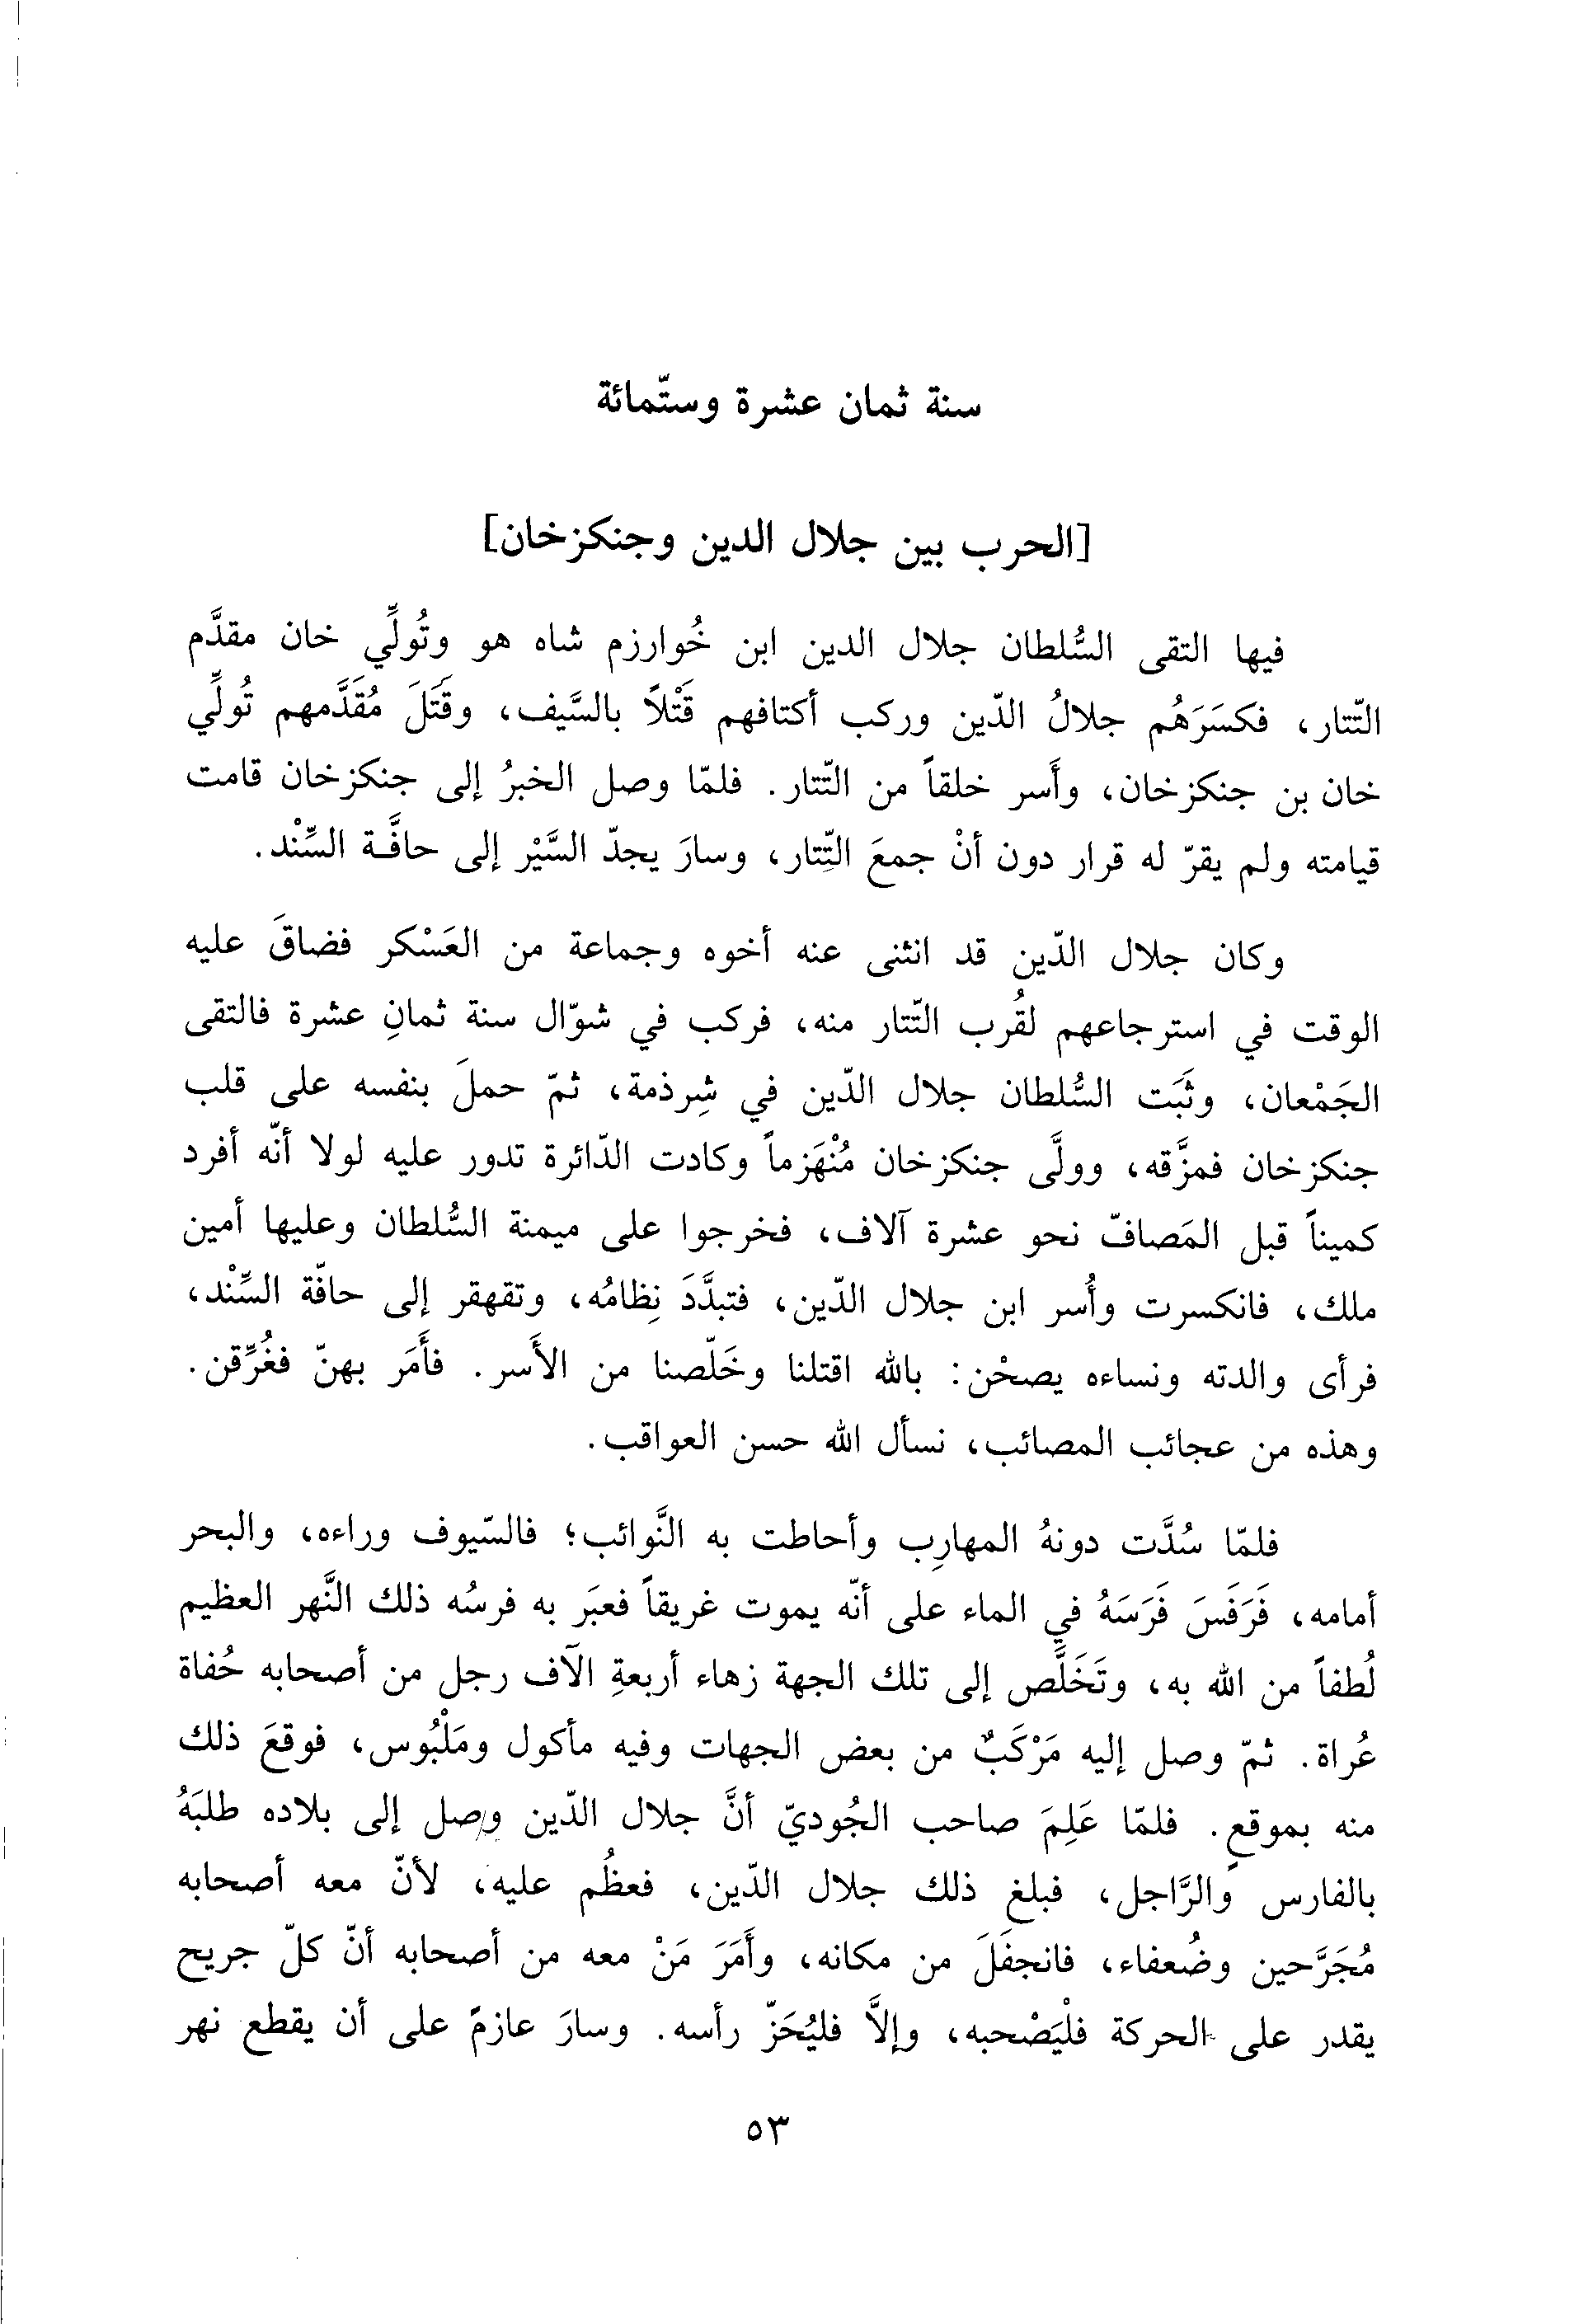 سنة ثمان عشرة وستّمائة
[الحرب بين جلال الدين وجنكزخان]
فيها التقى السُّلطان جلال الدين ابن خُوارزم شاه هو وتُولِّي خان مقدَّم
التّتار، فكسَرَهُم جلالُ الدّين وركب أكتافهم قَتْلاً بالسَّيف، وقَتَلَ مُقَدَّمهم تُولِّي
خان بن جنكزخان، وأَسر خلقاً من التّتار. فلمّا وصل الخبرُ إلى جنكزخان قامت
قيامته ولم يقرّ له قرار دون أنْ جمعَ التِّتار، وسارَ يجدّ السَّيْر إلى حافَّة السِّنْد.
وكان جلال الدّين قد انثنى عنه أخوه وجماعة من العَسْكر فضاقَ عليه
الوقت في استرجاعهم لقُرب التّتار منه، فركب في شوّال سنة ثمانِ عشرة فالتقى
الجَمْعان، وثَبَت السُّلطان جلال الدّين في شِرذمة، ثمّ حملَ بنفسه على قلب
جنكزخان فمزَّقه، وولَّى جنكزخان مُنْهَزماً وكادت الدّائرة تدور عليه لولا أنّه أفرد
كميناً قبل المَصافّ نحو عشرة آلاف، فخرجوا على ميمنة السُّلطان وعليها أمين
ملك، فانكسرت وأُسر ابن جلال الدّين، فتبدَّدَ نِظامُه، وتقهقر إلى حافّة السِّنْد،
فرأى والدته ونساءه يصحْن: بالله اقتلنا وخَلّصنا من الأَسر. فأَمَر بهنّ فغُرِّقن.
وهذه من عجائب المصائب، نسأل الله حسن العواقب.
فلمّا سُدَّت دونهُ المهارِب وأحاطت به النَّوائب؛ فالسّيوف وراءه، والبحر
أمامه، فَرَفَسَ فَرَسَهُ في الماء على أنّه يموت غريقاً فعبَر به فرسُه ذلك النَّهر العظيم
لُطفاً من الله به، وتَخَلَّص إلى تلك الجهة زهاء أربعةِ الآف رجل من أصحابه حُفاة
عُراة. ثمّ وصل إليه مَرْكَبٌ من بعض الجهات وفيه مأكول ومَلْبُوس، فوقعَ ذلك
منه بموقعٍ. فلمّا عَلِمَ صاحب الجُوديّ أنَّ جلال الدّين وصل إلى بلاده طلبَهُ
بالفارس والرَّاجل، فبلغ ذلك جلال الدّين، فعظُم عليه، لأنّ معه أصحابه
مُجَرَّحين وضُعفاء، فانجفَلَ من مكانه، وأَمَرَ مَنْ معه من أصحابه أنّ كلّ جريح
يقدر على الحركة فلْيَصْحبه، وإلاَّ فليُحَزّ رأسه. وسارَ عازمً على أن يقطع نهر
٥٣